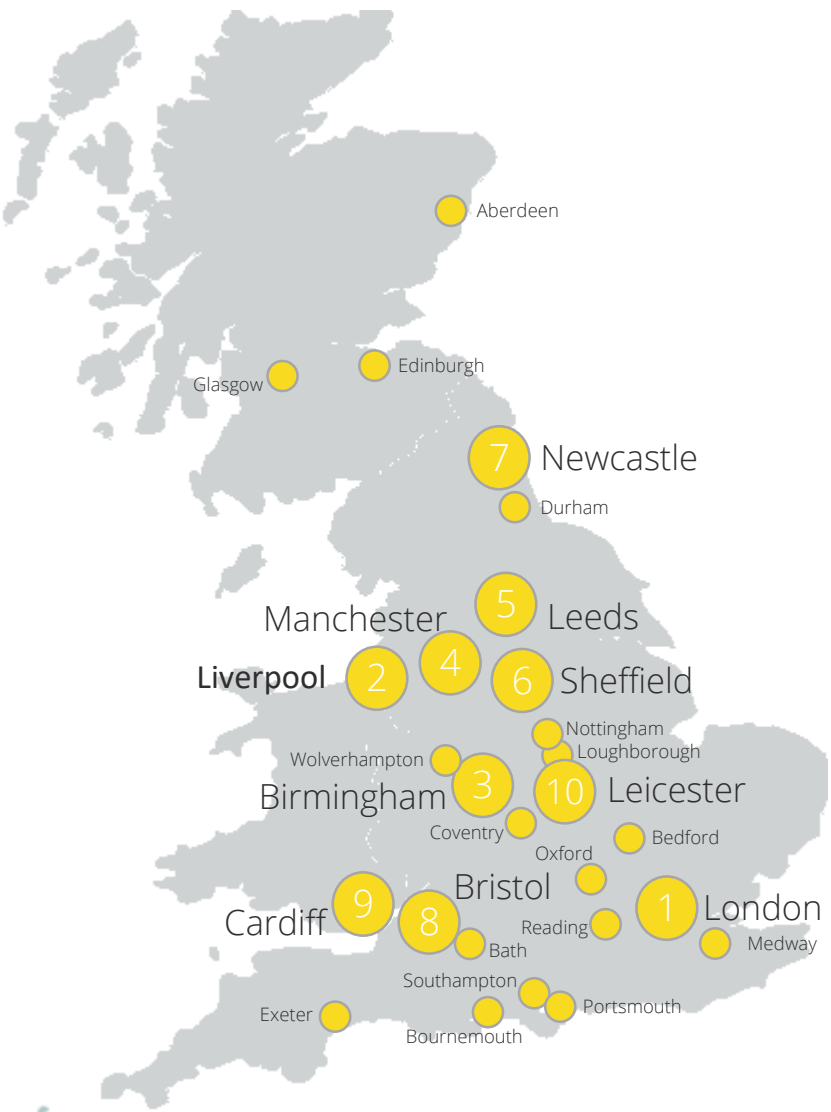 Aberdeen
Edinburgh
Glasgow
7 Newcastle
Durham
5 Leeds
Manchester 4
Liverpool 2
6 Sheffield
Nottingham
Loughborough
Wolverhampton
Birmingham 3
10 Leicester
Coventry
Bedford
Oxford
Bristol 8
Cardiff 9
1 London
Reading
Medway
Bath
Southampton
Portsmouth
Exeter
Bournemouth